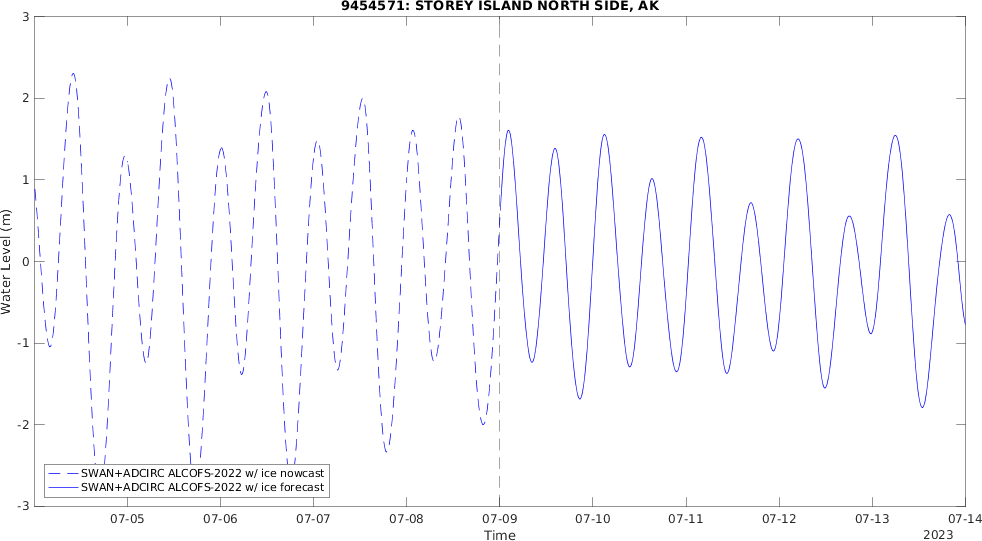 9454571: STOREY ISLAND NORTH SIDE, AK
3
2
1
0
-1
-2
-3
Water Level (m)
SWAN+ADCIRC ALCOFS-2022 w/ ice nowcast
SWAN+ADCIRC ALCOFS-2022 w/ ice forecast
07-05 07-06 07-07 07-08 07-09 07-10 07-11 07-12 07-13 07-14
Time
2023